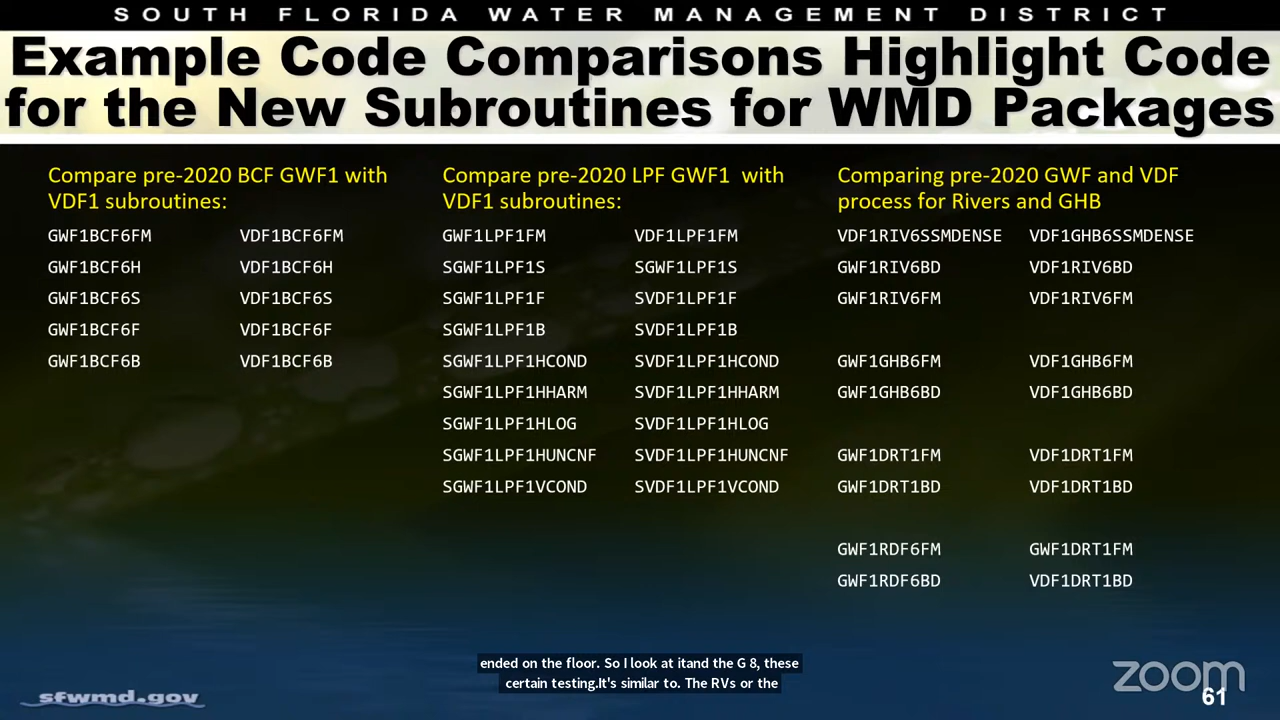 SOUTH FLORIDA WATER MANAGEMENT DISTRICT
Example Code Comparisons Highlight Code
for the New Subroutines for WMD Packages
Compare pre-2020 BCF GWF1 with
VDF1 subroutines:
GWF1BCF6FM VDF1BCF6FM
GWF1BCF6H VDF1BCF6H
GWF1BCF6S VDF1BCF6S
GWF1BCF6F VDF1BCF6F
GWF1BCF6B VDF1BCF6B
Compare pre-2020 LPF GWF1 with
VDF1 subroutines:
GWF1LPF1FM VDF1LPF1FM
SGWF1LPF1S SGWF1LPF1S
SGWF1LPF1F SVDF1LPF1F
SGWF1LPF1B SVDF1LPF1B
SGWF1LPF1HCOND SVDF1LPF1HCOND
SGWF1LPF1HHARM SVDF1LPF1HHARM
SGWF1LPF1HLOG SVDF1LPF1HLOG
SGWF1LPF1HUNCNF SVDF1LPF1HUNCNF
SGWF1LPF1VCOND SVDF1LPF1VCOND
Comparing pre-2020 GWF and VDF
process for Rivers and GHB
VDF1RIV6SSMDENSE VDF1GHB6SSMDENSE
GWF1RIV6BD VDF1RIV6BD
GWF1RIV6FM VDF1RIV6FM
GWF1GHB6FM VDF1GHB6FM
GWF1GHB6BD VDF1GHB6BD
GWF1DRT1FM VDF1DRT1FM
GWF1DRT1BD VDF1DRT1BD
GWF1RDF6FM GWF1DRT1FM
GWF1RDF6BD VDF1DRT1BD
ended on the floor. So I look at itand the G 8, these
certain testing.It's similar to. The RVs or the
sfwmd.gov
zoom
61